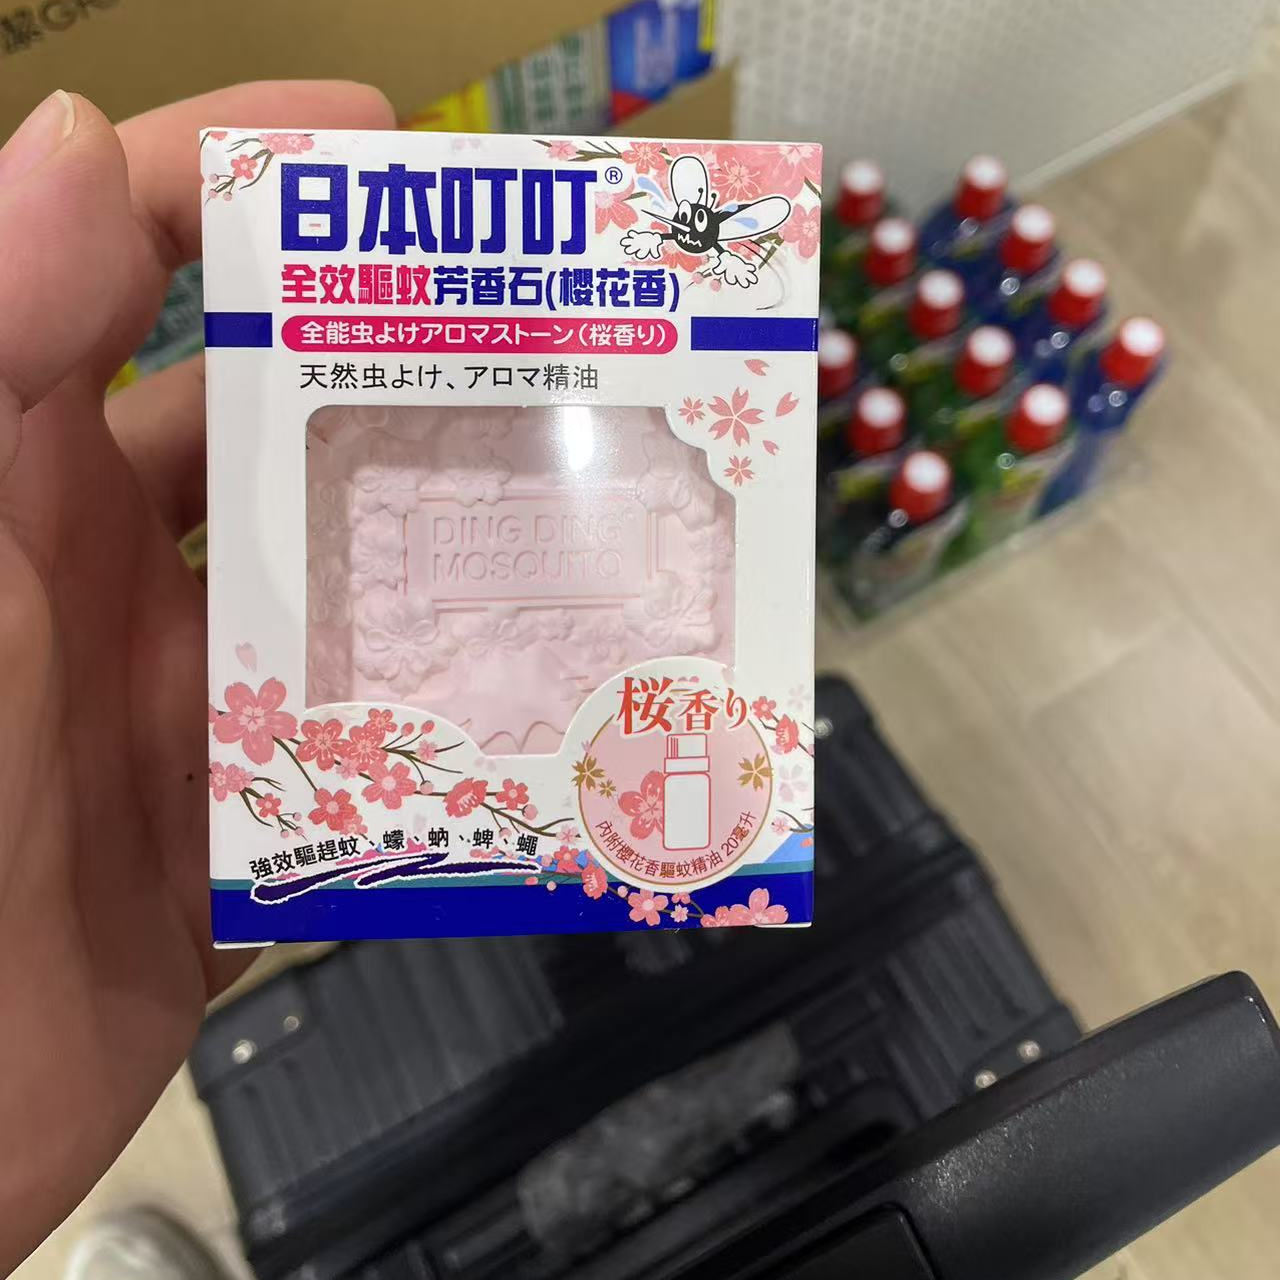 潔
日本叮叮®
全效驅蚊芳香石(櫻花香)
全能虫よけアロマストーン(桜香り)
天然虫よけ、アロマ精油
DING DING®
MOSQUITO
桜香り
內附櫻花香驅蚊精油 20毫升
強效驅趕蚊、蠓、蚋、蜱、蠅